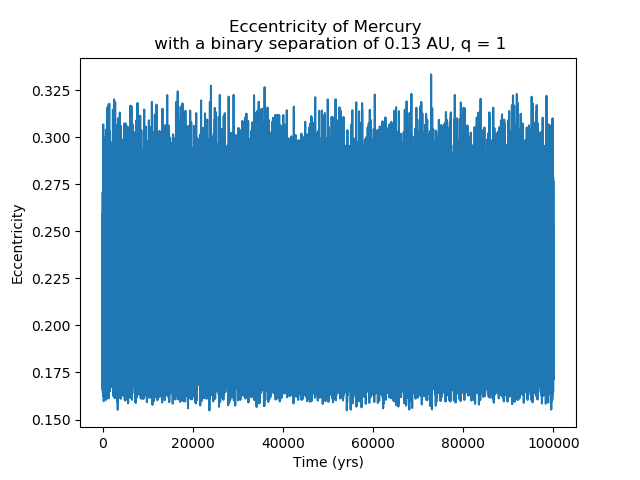 Eccentricity of Mercury
with a binary separation of 0.13 AU, q = 1
Eccentricity
0.325
0.300
0.275
0.250
0.225
0.200
0.175
0.150
0 20000 40000 60000 80000 100000
Time (yrs)